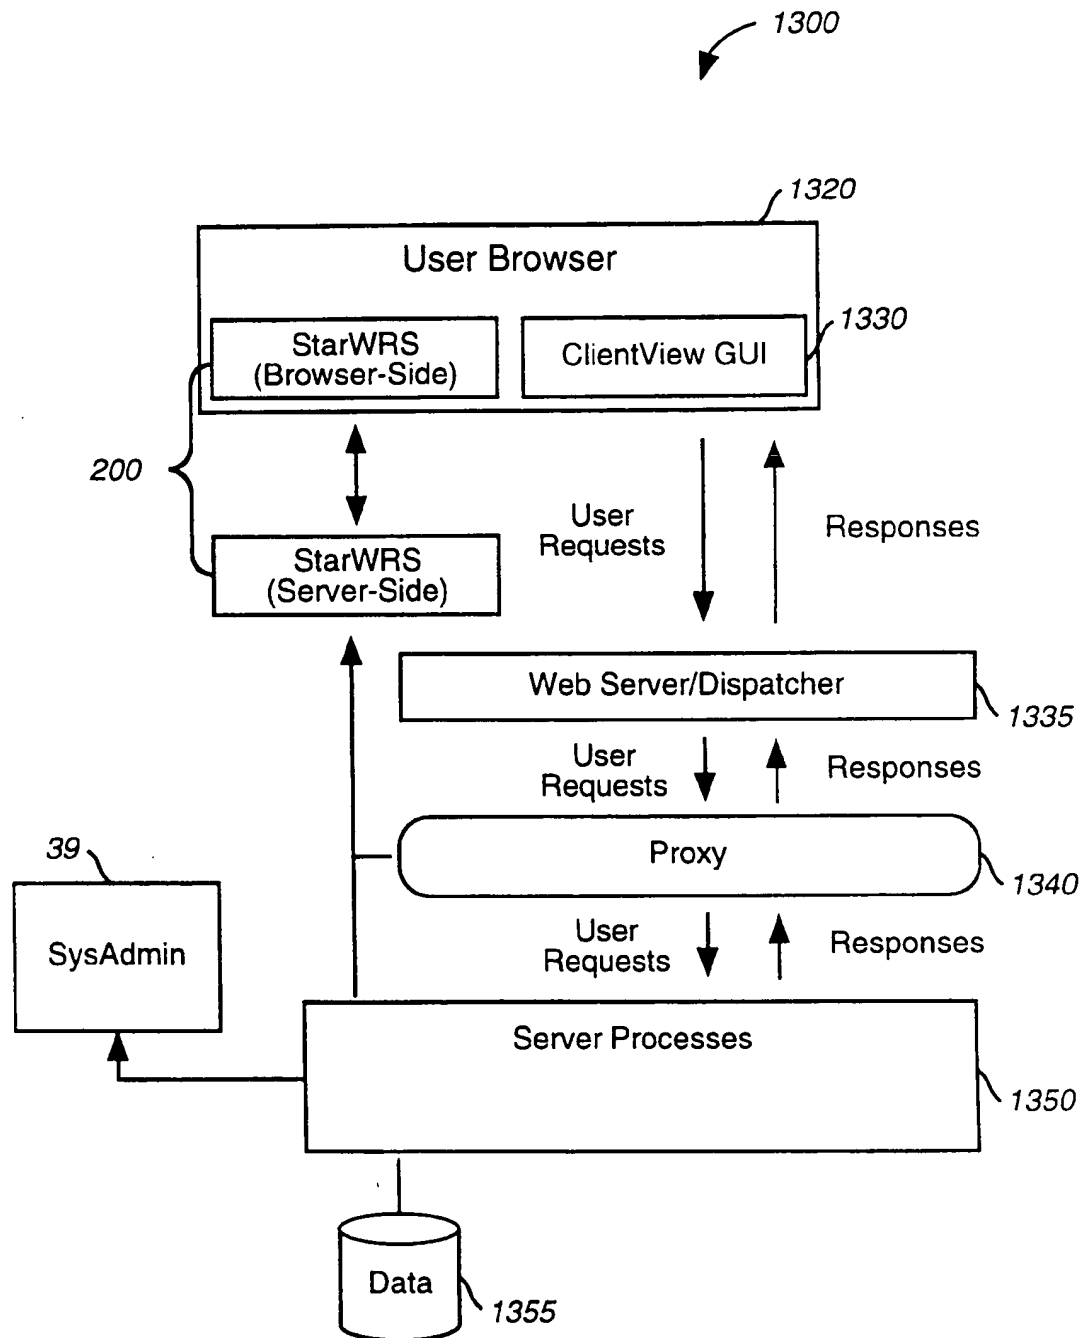 1300
1320
User Browser
1330
StarWRS
(Browser-Side)
ClientView GUI
200
User
Requests
Responses
StarWRS
(Server-Side)
Web Server/Dispatcher
1335
User
Requests
Responses
39
Proxy
1340
SysAdmin
User
Requests
Responses
Server Processes
1350
Data
1355